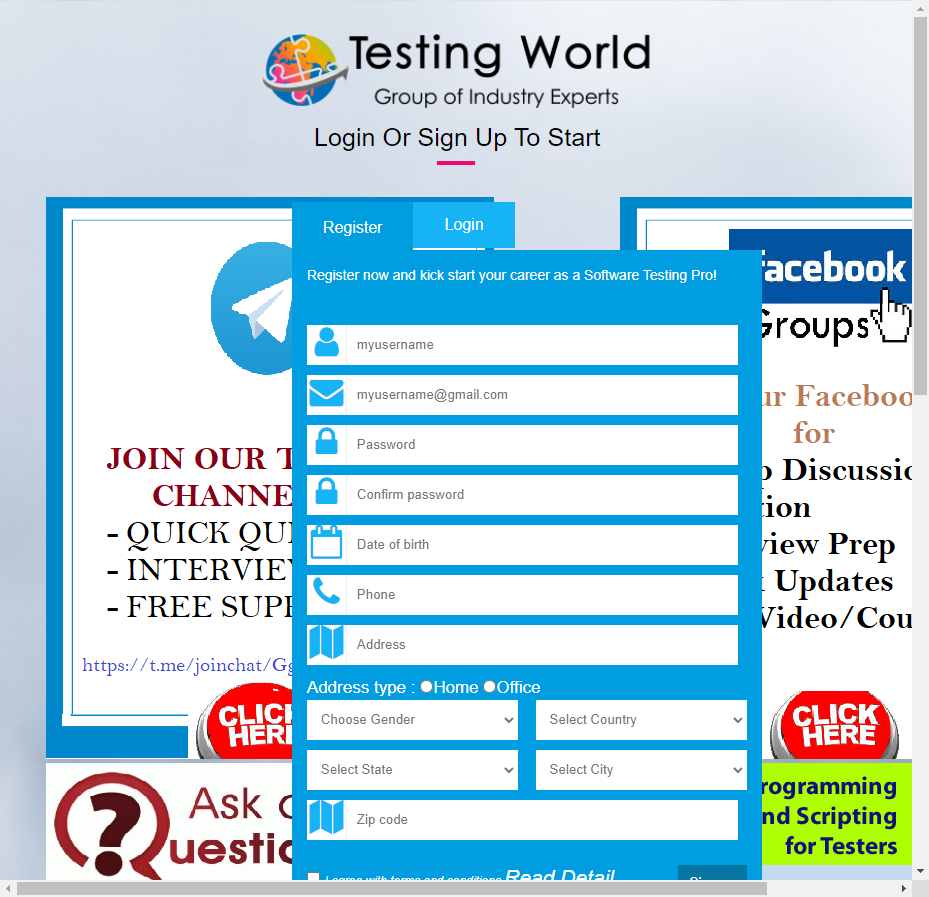 Testing World
Group of Industry Experts
Login Or Sign Up To Start
Register
Login
Register now and kick start your career as a Software Testing Pro!
myusername
myusername@gmail.com
Password
Confirm password
Date of birth
Phone
Address
Address type : Home Office
Choose Gender
Select Country
Select State
Select City
Zip code
I agree with terms and conditions Read Detail
JOIN OUR T
CHANNE
- QUICK QU
- INTERVIE
- FREE SUP
https://t.me/joinchat/Gg
CLICK
HERE
Ask
Questio
facebook
Groups
ur Faceboo
for
p Discussio
tion
view Prep
Updates
Video/Cou
CLICK
HERE
rogramming
nd Scripting
for Testers